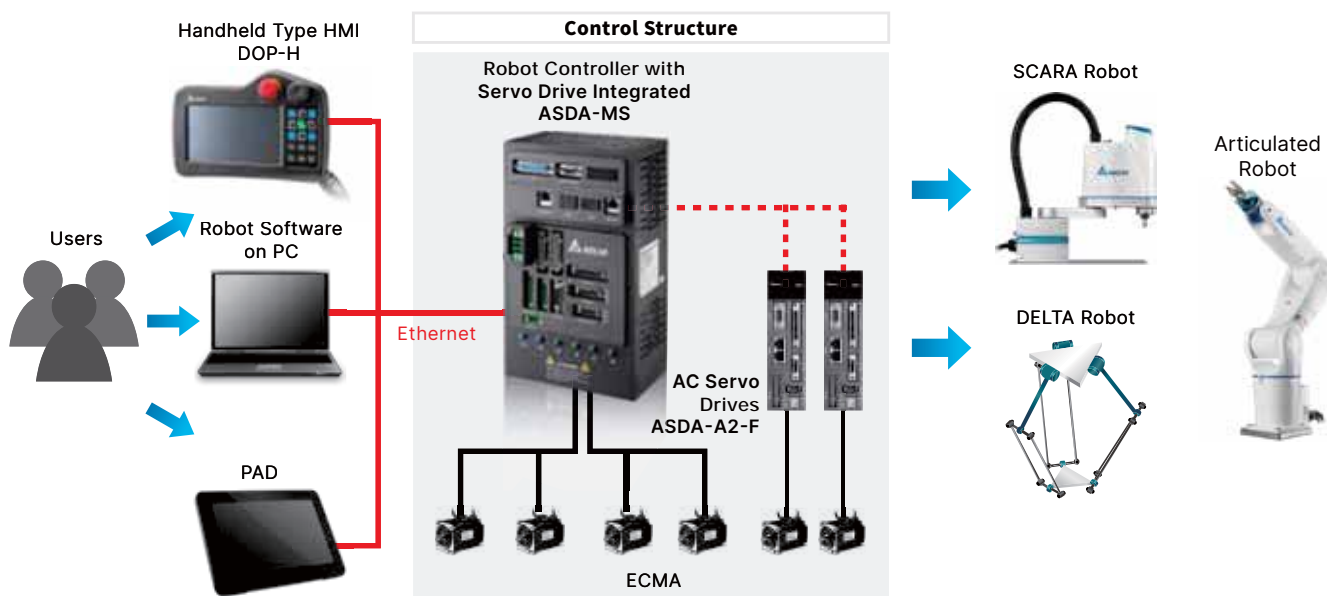 Control Structure
Handheld Type HMI
DOP-H
Robot Controller with
Servo Drive Integrated
ASDA-MS
SCARA Robot
Articulated
Robot
Users
Robot Software
on PC
Ethernet
DELTA Robot
AC Servo
Drives
ASDA-A2-F
PAD
ECMA